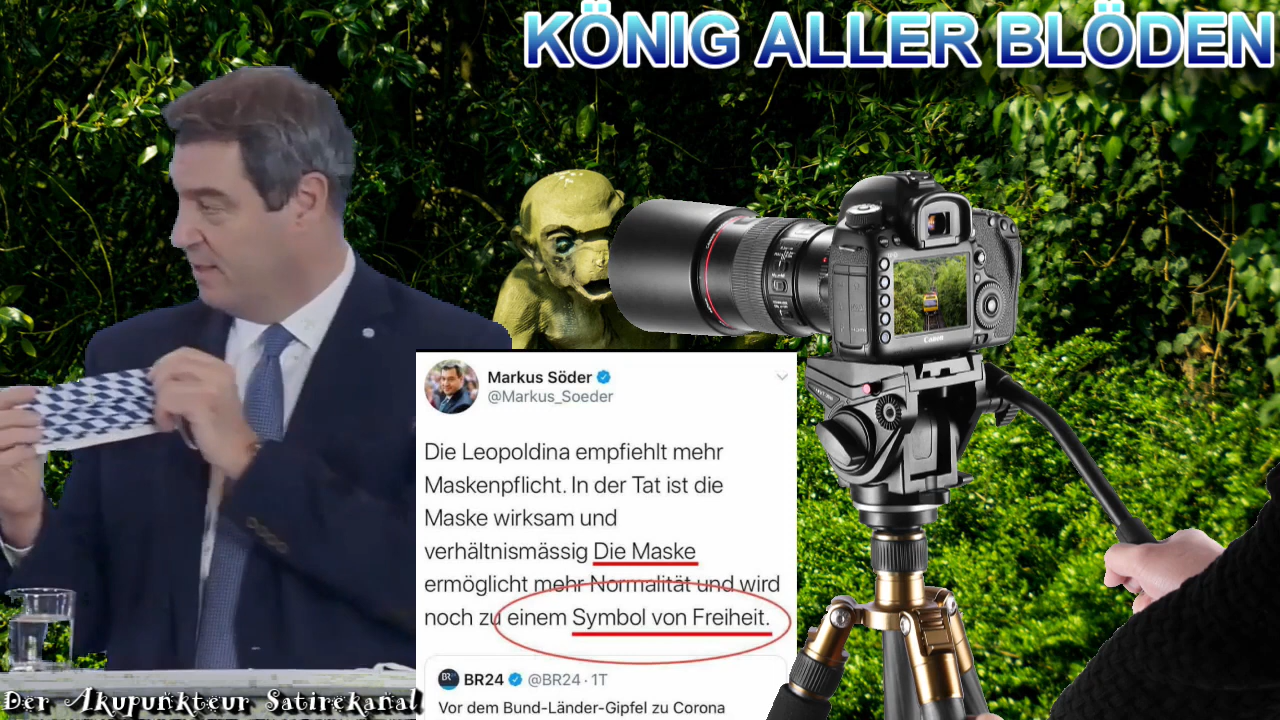 KÖNIG ALLER BLÖDEN
Markus Söder
@Markus_Soeder
Die Leopoldina empfiehlt mehr
Maskenpflicht. In der Tat ist die
Maske wirksam und
verhältnismässig Die Maske
ermöglicht mehr Normalität und wird
noch zu einem Symbol von Freiheit.
BR24 @BR24 · 1T
Vor dem Bund-Länder-Gipfel zu Corona
Canon
Der Akupunkteur Satirekanal